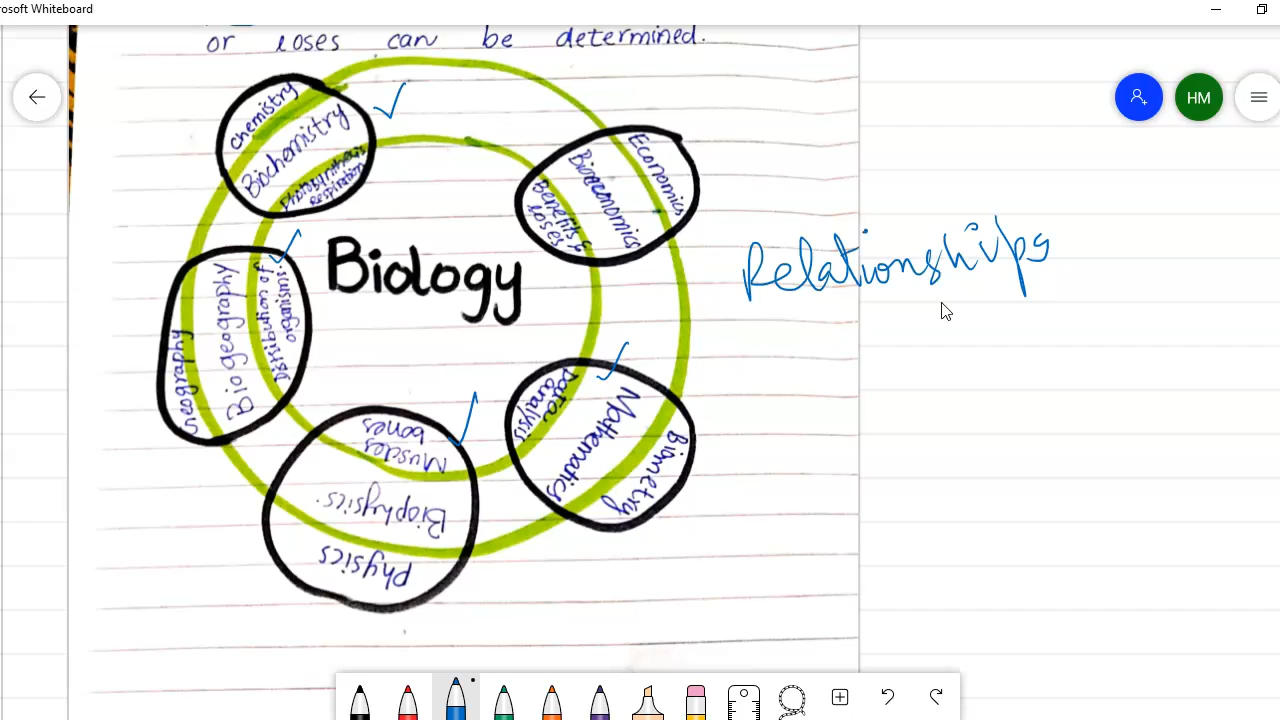 rosoft Whiteboard
or loses can be determined.
HM
Chemistry
Biochemistry
Photosynthesis
respiration
Economics
Bioeconomics
Benefits &
loses
Biology
Relationships
Geography
Biogeography
Distribution of
organisms.
Data
analysis
Mathematics
Biometry
Muscles
bones
Biophysics.
Physics